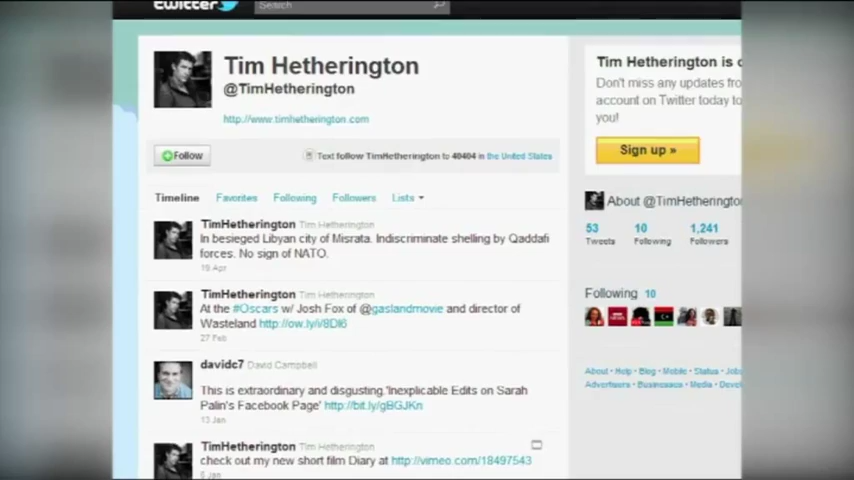 twitter
Search
Tim Hetherington
@TimHetherington
http://www.timhetherington.com
Follow
Text follow TimHetherington to 40404 in the United States
Timeline Favorites Following Followers Lists
TimHetherington Tim Hetherington
In besieged Libyan city of Misrata. Indiscriminate shelling by Qaddafi
forces. No sign of NATO.
19 Apr
TimHetherington Tim Hetherington
At the #Oscars w/ Josh Fox of @gaslandmovie and director of
Wasteland http://ow.ly/i/8DI6
27 Feb
davidc7 David Campbell
This is extraordinary and disgusting 'Inexplicable Edits on Sarah
Palin's Facebook Page' http://bit.ly/gBGJKn
13 Jan
TimHetherington Tim Hetherington
check out my new short film Diary at http://vimeo.com/18497543
5 Jan
Tim Hetherington is
Don't miss any updates
account on Twitter today to
you!
Sign up »
About @TimHetherington
53 10 1,241
Tweets Following Followers
Following 10
About · Help · Blog · Mobile · Status · Jobs
Advertisers · Businesses · Media ·